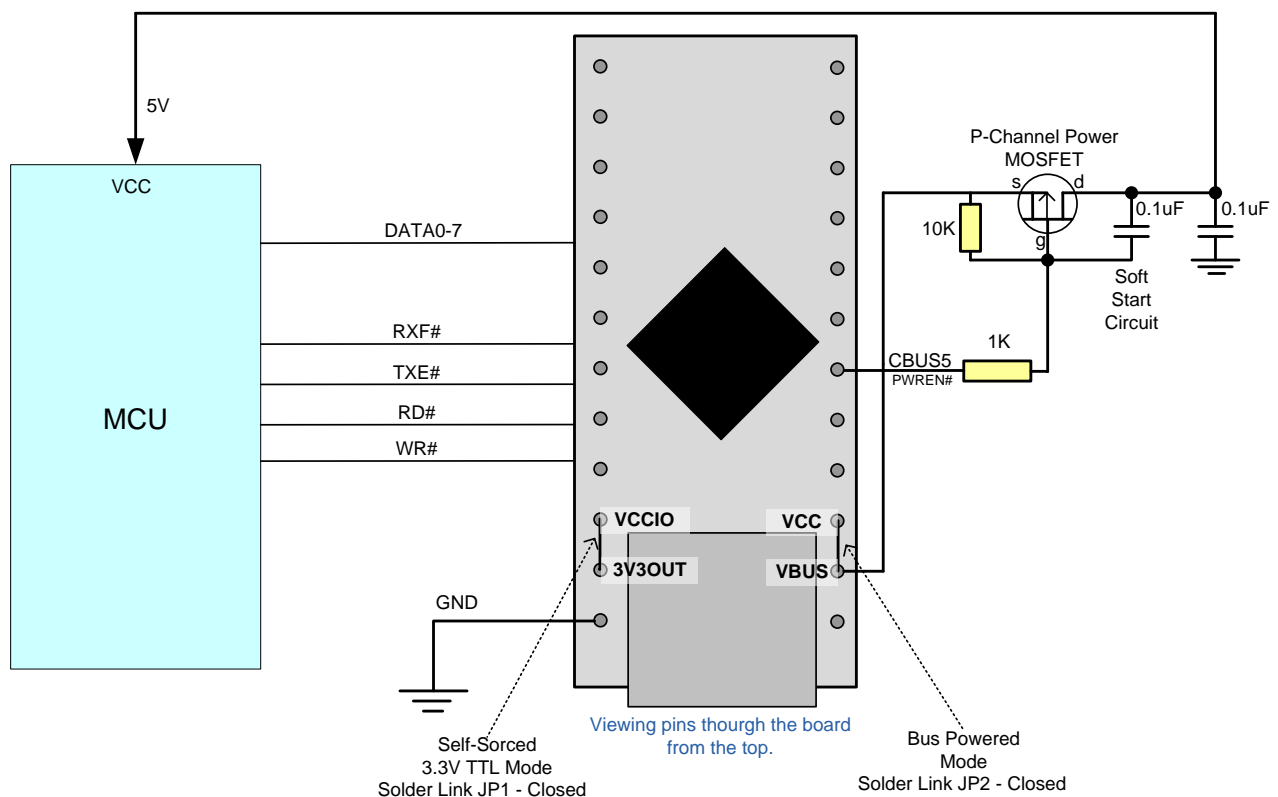 5V
P-Channel Power
MOSFET
VCC
s
d
0.1uF
0.1uF
10K
g
DATA0-7
Soft
Start
Circuit
RXF#
1K
TXE#
CBUS5
PWREN#
RD#
MCU
WR#
VCCIO
VCC
3V3OUT
VBUS
GND
Viewing pins thourgh the board
from the top.
Self-Sorced
3.3V TTL Mode
Solder Link JP1 - Closed
Bus Powered
Mode
Solder Link JP2 - Closed